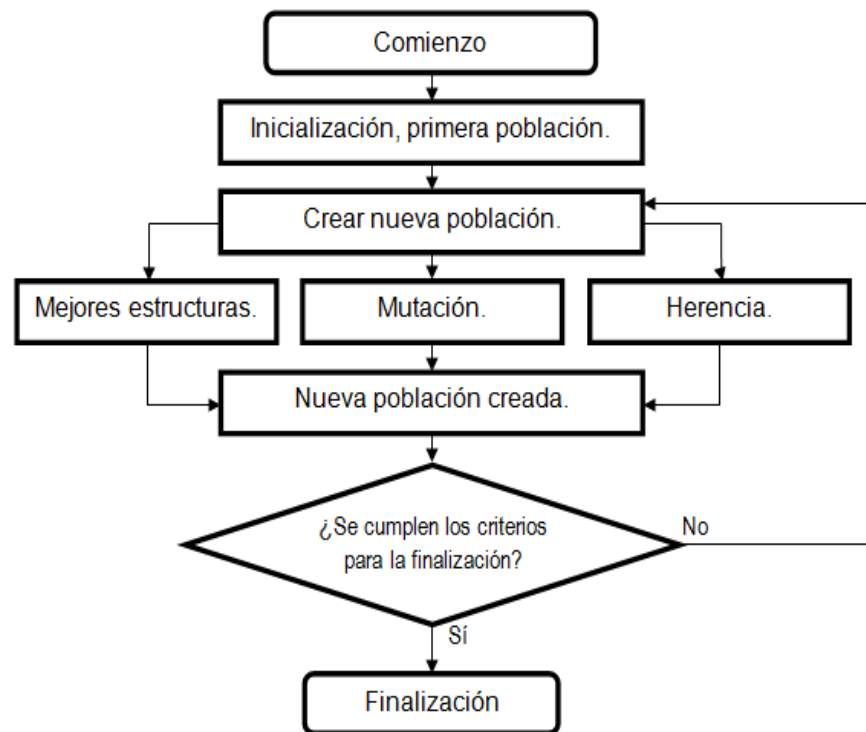 Comienzo
Inicialización, primera población.
Crear nueva población.
Mejores estructuras.
Mutación.
Herencia.
Nueva población creada.
¿Se cumplen los criterios
para la finalización?
No
Sí
Finalización